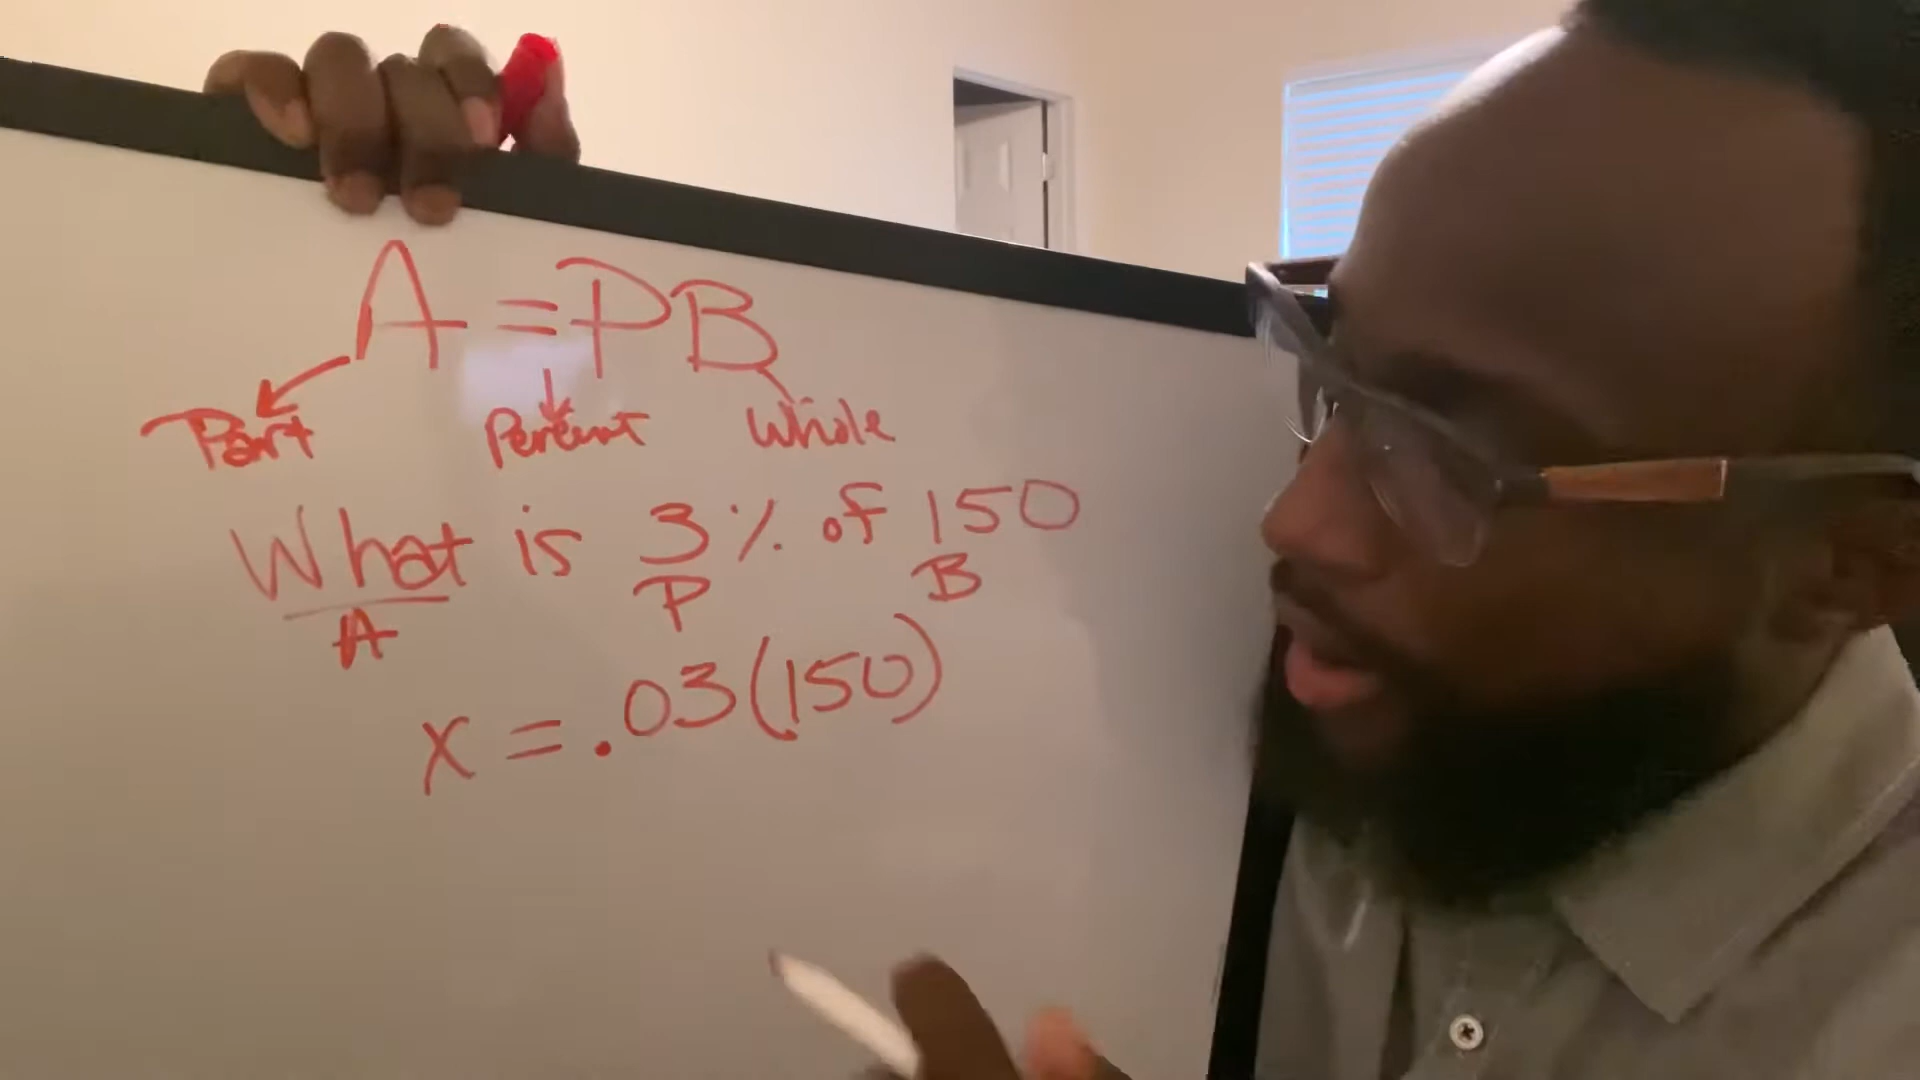 A = PB
Part Percent Whole
What is 3% of 150
A P B
x = .03(150)